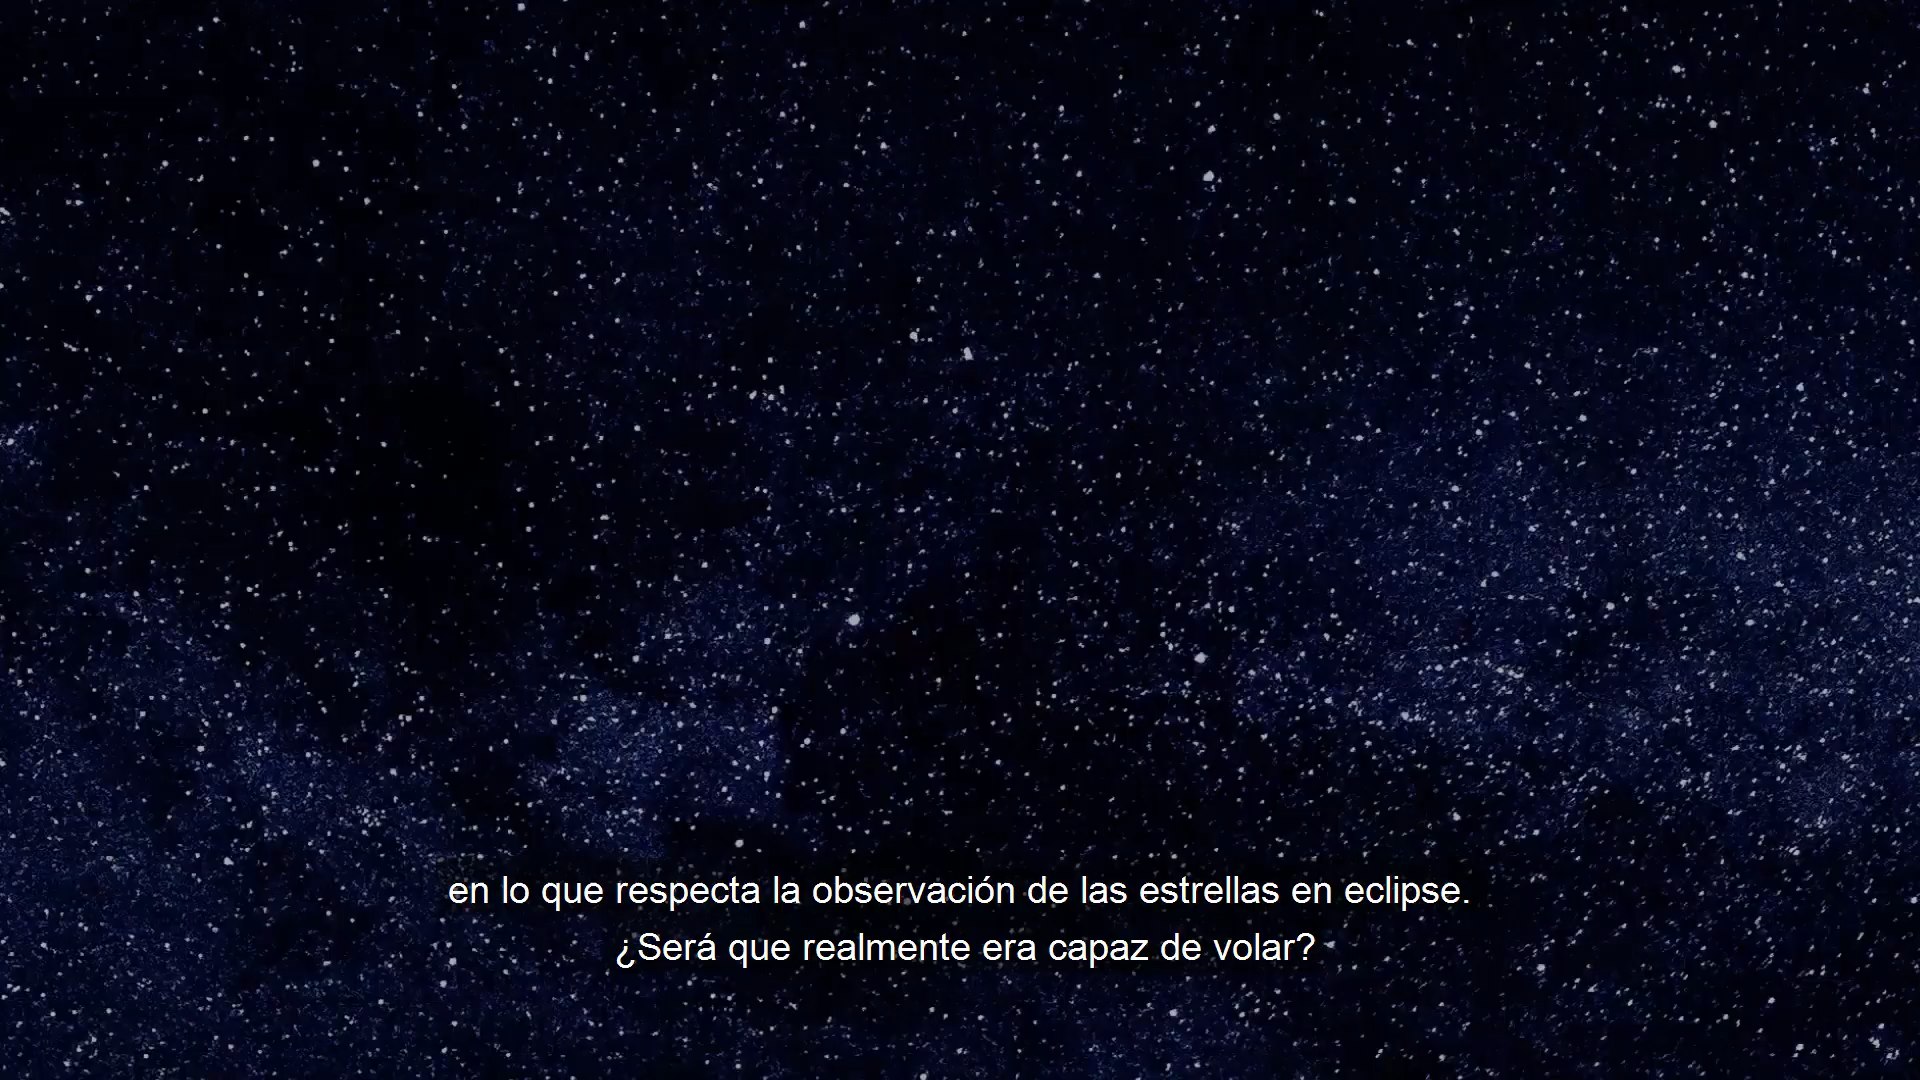 en lo que respecta la observación de las estrellas en eclipse.
¿Será que realmente era capaz de volar?